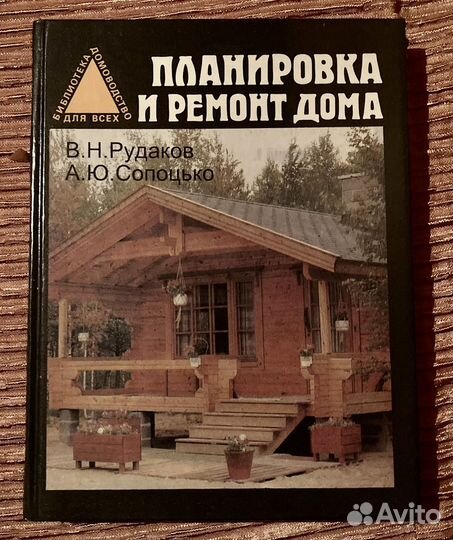 БИБЛИОТЕКА
ДОМОВОДСТВО
ДЛЯ ВСЕХ
ПЛАНИРОВКА
И РЕМОНТ ДОМА
В.Н.Рудаков
А.Ю.Сопоцько
Avito